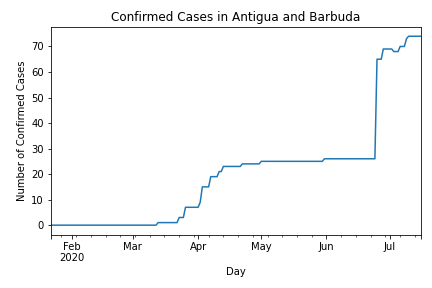 Confirmed Cases in Antigua and Barbuda
Number of Confirmed Cases
70
60
50
40
30
20
10
0
Feb Mar Apr May Jun Jul
2020
Day